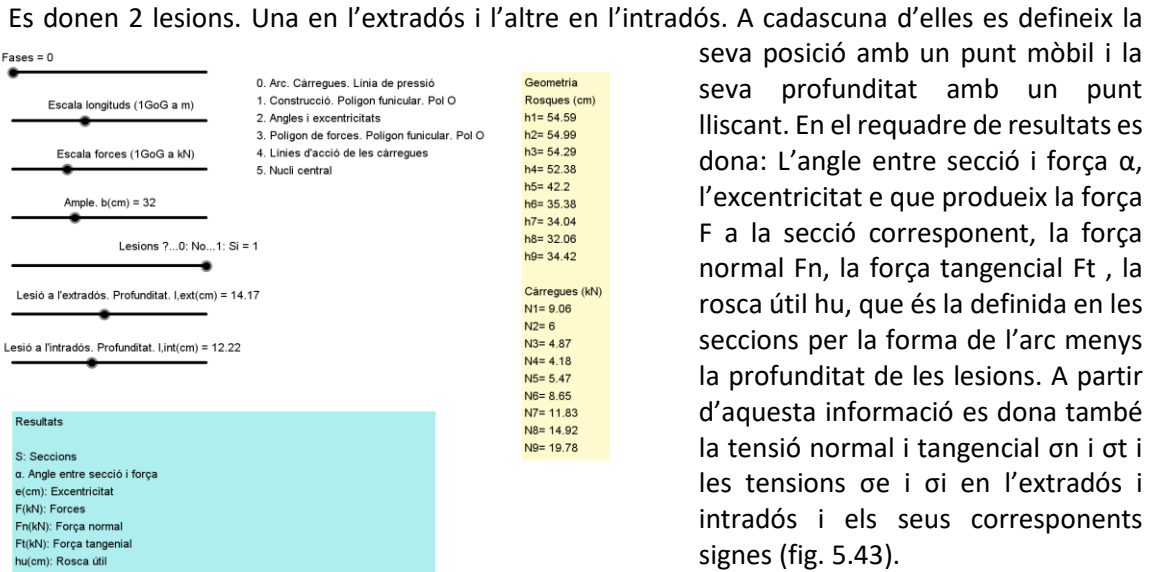 Es donen 2 lesions. Una en l’extradós i l’altre en l’intradós. A cadascuna d’elles es defineix la
seva posició amb un punt mòbil i la
seva profunditat amb un punt
lliscant. En el requadre de resultats es
dona: L’angle entre secció i força α,
l’excentricitat e que produeix la força
F a la secció corresponent, la força
normal Fn, la força tangencial Ft , la
rosca útil hu, que és la definida en les
seccions per la forma de l’arc menys
la profunditat de les lesions. A partir
d’aquesta informació es dona també
la tensió normal i tangencial σn i σt i
les tensions σe i σi en l’extradós i
intradós i els seus corresponents
signes (fig. 5.43).
Fases = 0
Escala longituds (1GoG a m)
Escala forces (1GoG a kN)
Ample. b(cm) = 32
Lesions ?...0: No...1: Si = 1
Lesió a l'extradós. Profunditat. l,ext(cm) = 14.17
Lesió a l'intradós. Profunditat. l,int(cm) = 12.22
0. Arc. Càrregues. Línia de pressió
1. Construcció. Polígon funicular. Pol O
2. Angles i excentricitats
3. Polígon de forces. Polígon funicular. Pol O
4. Línies d'acció de les càrregues
5. Nucli central
Geometria
Rosques (cm)
h1= 54.59
h2= 54.99
h3= 54.29
h4= 52.38
h5= 42.2
h6= 35.38
h7= 34.04
h8= 32.06
h9= 34.42
Càrregues (kN)
N1= 9.06
N2= 6
N3= 4.87
N4= 4.18
N5= 5.47
N6= 8.65
N7= 11.83
N8= 14.92
N9= 19.78
Resultats
S: Seccions
α. Angle entre secció i força
e(cm): Excentricitat
F(kN): Forces
Fn(kN): Força normal
Ft(kN): Força tangenial
hu(cm): Rosca útil